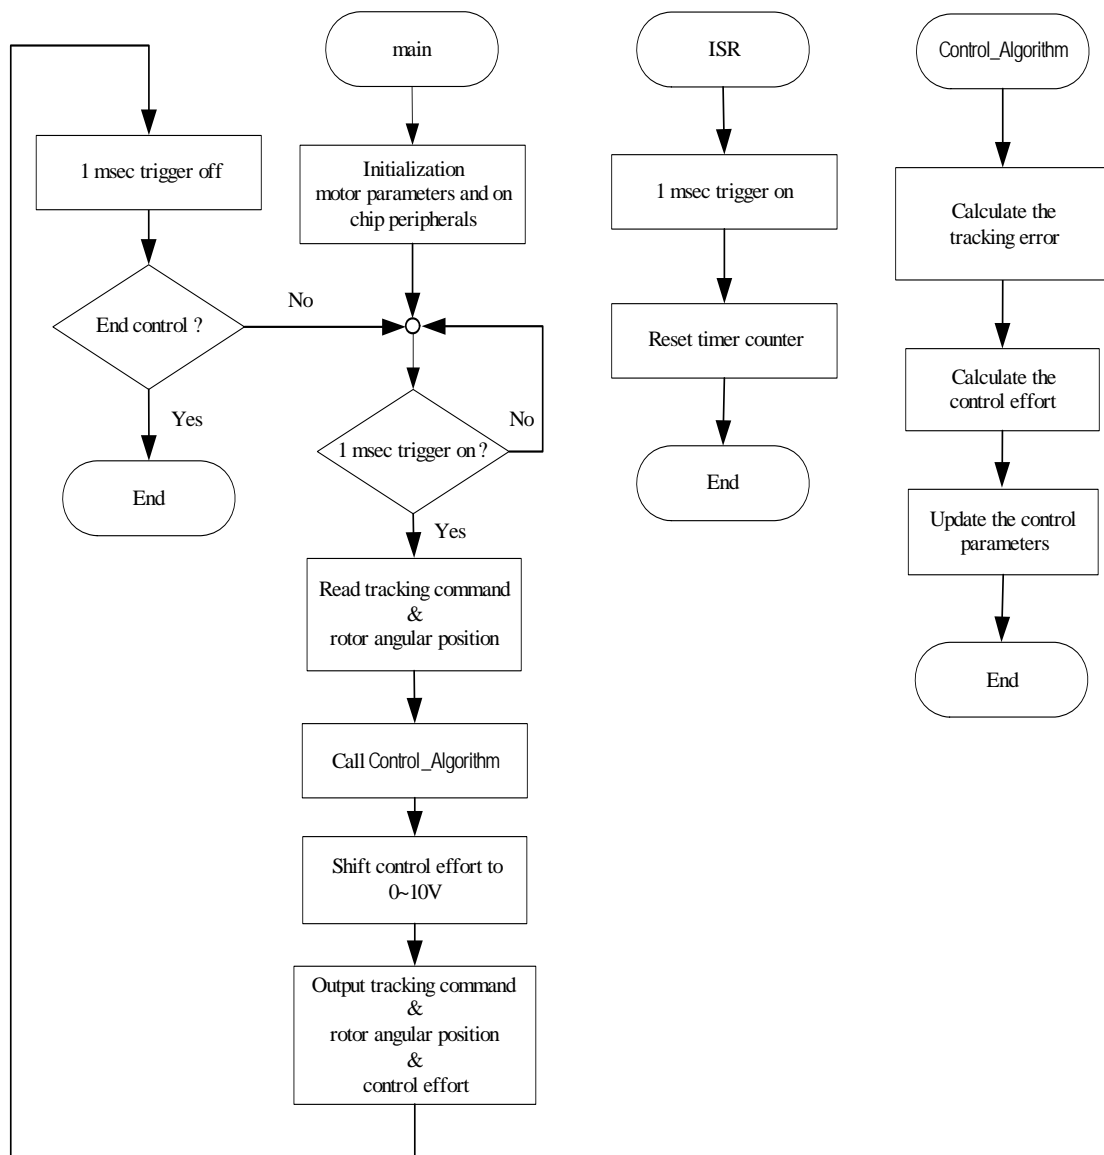 main
Initialization
motor parameters and on
chip peripherals
1 msec trigger on ?
No
Yes
Read tracking command
&
rotor angular position
Call Control_Algorithm
Shift control effort to
0~10V
Output tracking command
&
rotor angular position
&
control effort
1 msec trigger off
End control ?
No
Yes
End
ISR
1 msec trigger on
Reset timer counter
End
Control_Algorithm
Calculate the
tracking error
Calculate the
control effort
Update the control
parameters
End